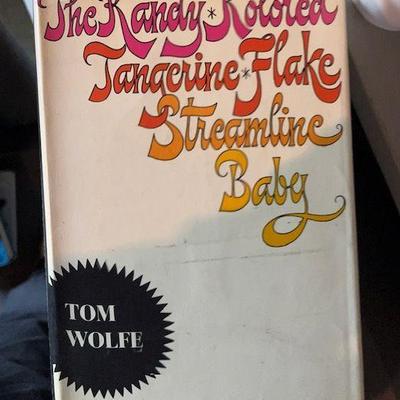 The Kandy*Kolored
Tangerine*Flake
Streamline
Baby
TOM
WOLFE